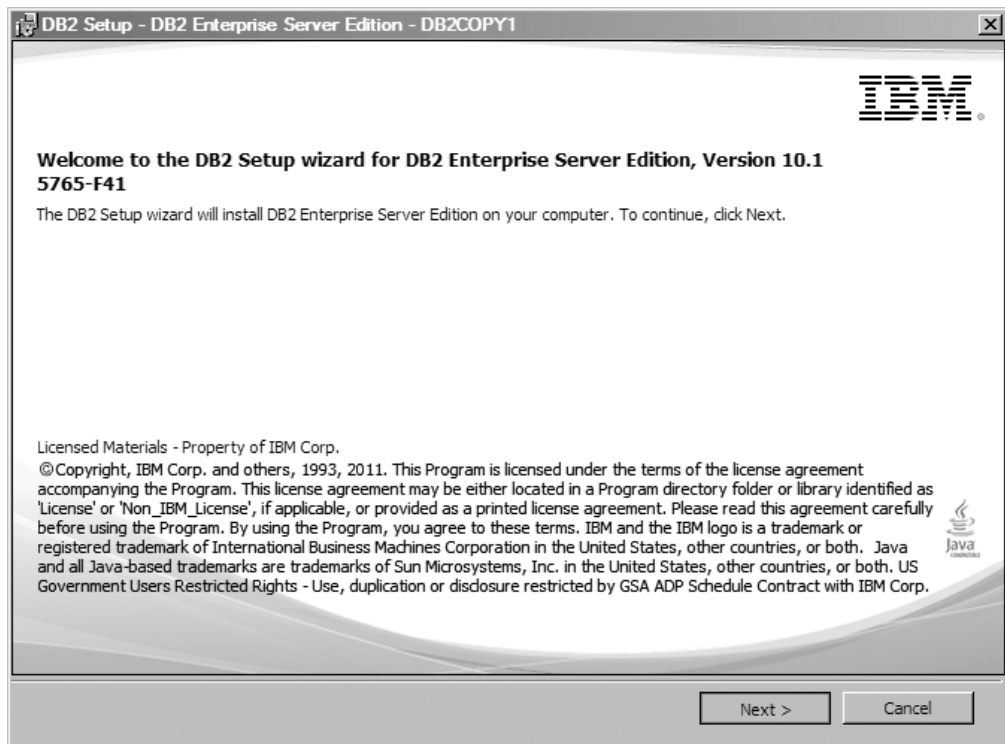 DB2 Setup - DB2 Enterprise Server Edition - DB2COPY1
IBM®
Welcome to the DB2 Setup wizard for DB2 Enterprise Server Edition, Version 10.1
5765-F41
The DB2 Setup wizard will install DB2 Enterprise Server Edition on your computer. To continue, click Next.
Licensed Materials - Property of IBM Corp.
©Copyright, IBM Corp. and others, 1993, 2011. This Program is licensed under the terms of the license agreement
accompanying the Program. This license agreement may be either located in a Program directory folder or library identified as
'License' or 'Non_IBM_License', if applicable, or provided as a printed license agreement. Please read this agreement carefully
before using the Program. By using the Program, you agree to these terms. IBM and the IBM logo is a trademark or
registered trademark of International Business Machines Corporation in the United States, other countries, or both. Java
and all Java-based trademarks are trademarks of Sun Microsystems, Inc. in the United States, other countries, or both. US
Government Users Restricted Rights - Use, duplication or disclosure restricted by GSA ADP Schedule Contract with IBM Corp.
Java
COMPATIBLE
Next >
Cancel